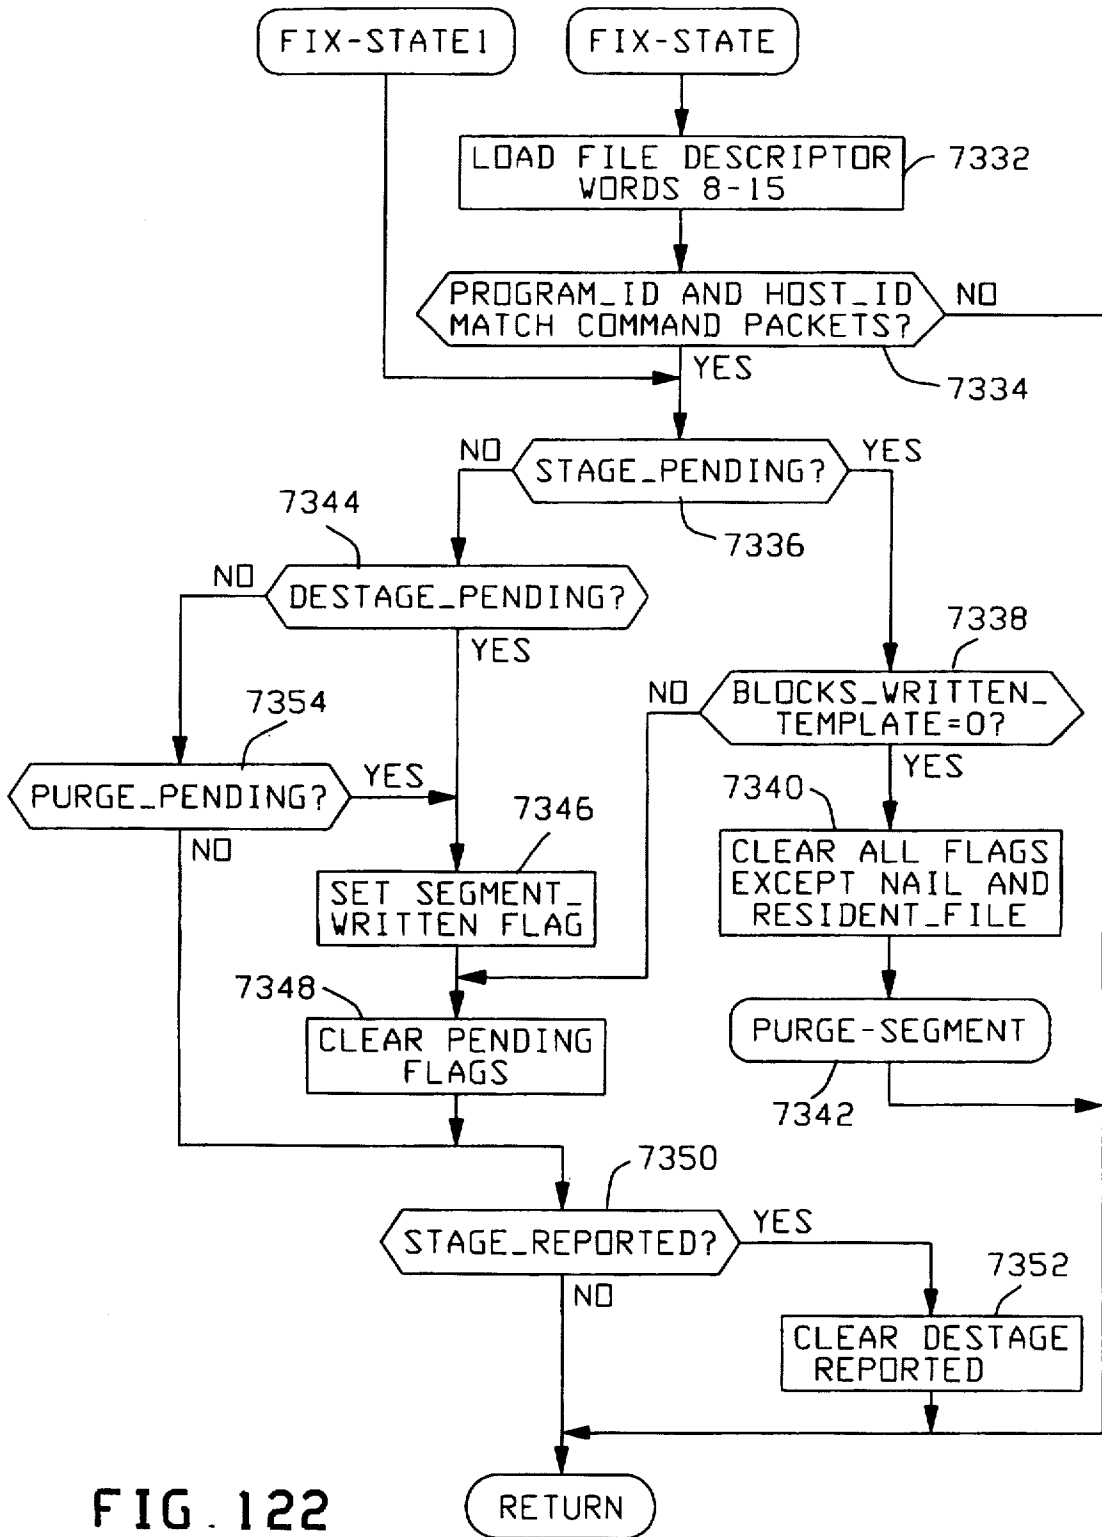 FIX-STATE1
FIX-STATE
LOAD FILE DESCRIPTOR
WORDS 8-15
7332
PROGRAM_ID AND HOST_ID
MATCH COMMAND PACKETS?
NO
YES
7334
NO
STAGE_PENDING?
YES
7336
7344
NO
DESTAGE_PENDING?
YES
7338
NO
BLOCKS_WRITTEN_
TEMPLATE=0?
YES
7354
PURGE_PENDING?
YES
NO
7346
SET SEGMENT_
WRITTEN FLAG
7340
CLEAR ALL FLAGS
EXCEPT NAIL AND
RESIDENT_FILE
7348
CLEAR PENDING
FLAGS
PURGE-SEGMENT
7342
7350
STAGE_REPORTED?
YES
NO
7352
CLEAR DESTAGE
REPORTED
RETURN
FIG. 122